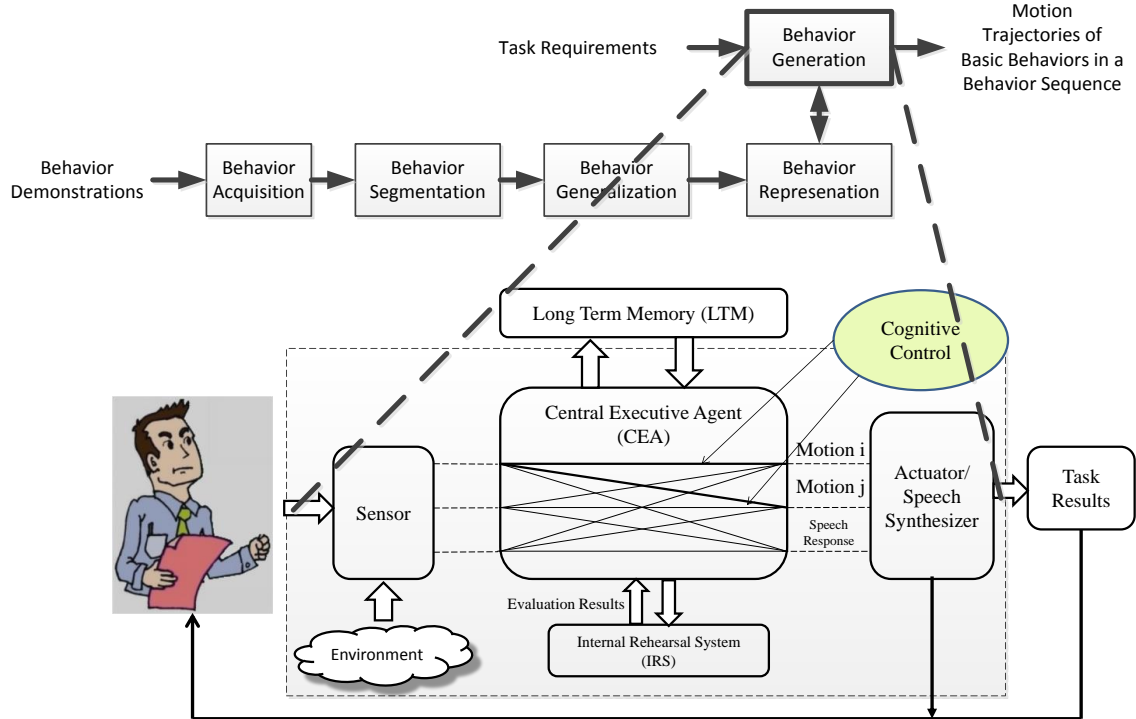 Task Requirements
Behavior
Generation
Motion
Trajectories of
Basic Behaviors in a
Behavior Sequence
Behavior
Demonstrations
Behavior
Acquisition
Behavior
Segmentation
Behavior
Generalization
Behavior
Represenation
Long Term Memory (LTM)
Cognitive
Control
Central Executive Agent
(CEA)
Sensor
Motion i
Motion j
Speech
Response
Actuator/
Speech
Synthesizer
Task
Results
Evaluation Results
Internal Rehearsal System
(IRS)
Environment